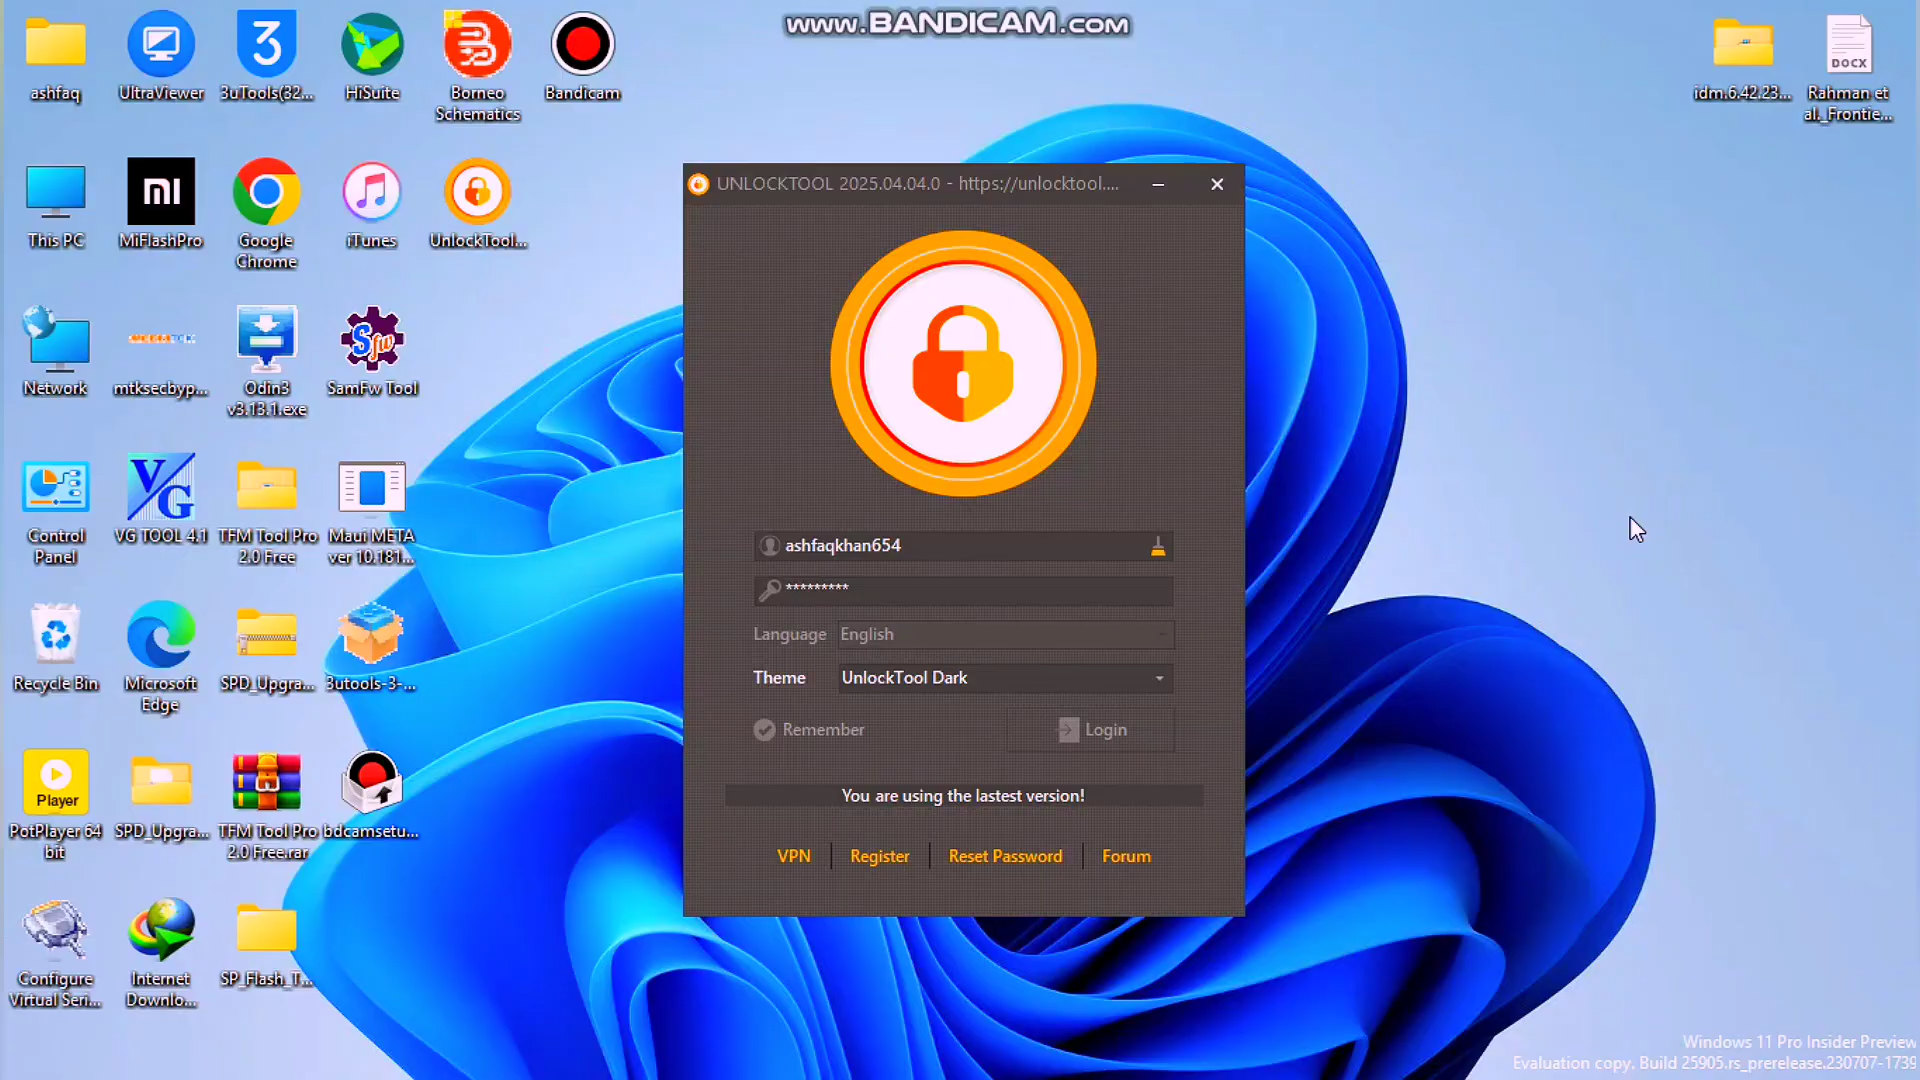 www.BANDICAM.com
ashfaq
UltraViewer
3uTools(32...
HiSuite
Borneo
Schematics
Bandicam
idm.6.42.23...
DOCX
Rahman et
al._Frontie...
This PC
MiFlashPro
Google
Chrome
iTunes
UnlockTool...
Network
mtksecbyp...
Odin3
v3.13.1.exe
Sfw
SamFw Tool
Control
Panel
VG
VG TOOL 4.1
TFM Tool Pro
2.0 Free
Maui META
ver 10.181...
Recycle Bin
Microsoft
Edge
SPD_Upgra...
3utools-3-...
Player
PotPlayer 64
bit
SPD_Upgra...
TFM Tool Pro
2.0 Free.rar
bdcamsetu...
Configure
Virtual Seri...
Internet
Downlo...
SP_Flash_T...
UNLOCKTOOL 2025.04.04.0 - https://unlocktool....
ashfaqkhan654
*********
Language English
Theme UnlockTool Dark
Remember
Login
You are using the lastest version!
VPN
Register
Reset Password
Forum
Windows 11 Pro Insider Preview
Evaluation copy. Build 25905.rs_prerelease.230707-1739